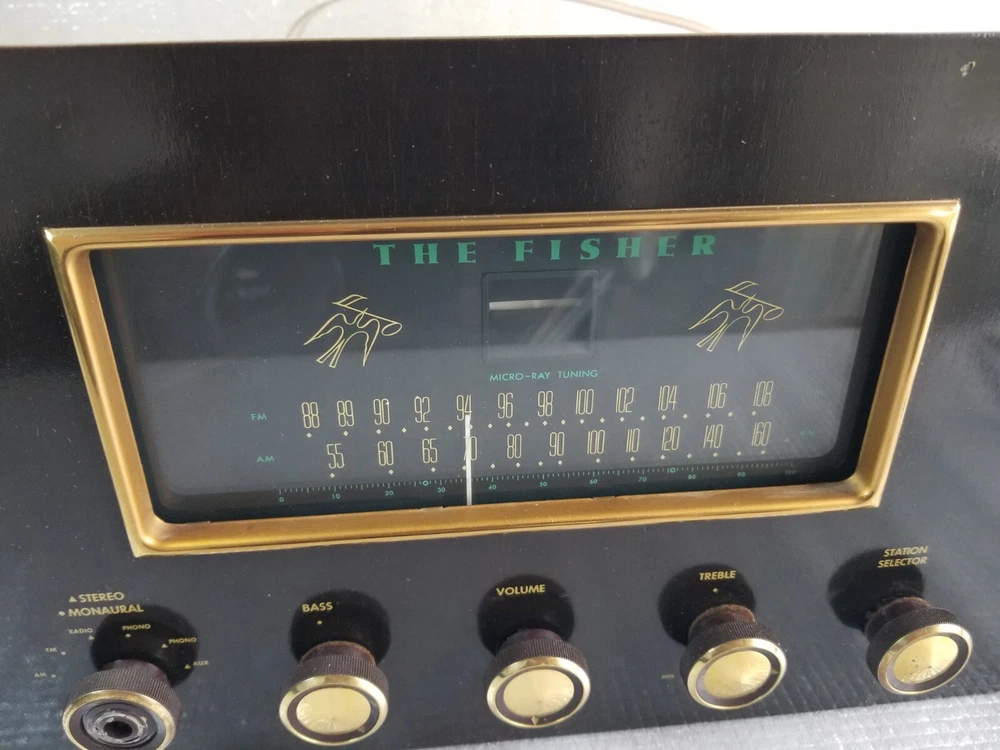 THE FISHER
MICRO-RAY TUNING
FM 88 89 90 92 94 96 98 100 102 104 106 108
AM 55 60 65 70 80 90 100 110 120 140 160
0 10 20 30 40 50 60 70 80 90 100
▲ STEREO
• MONAURAL
RADIO
PHONO
PHONO
AUX
FM
AM
BASS
VOLUME
TREBLE
STATION
SELECTOR